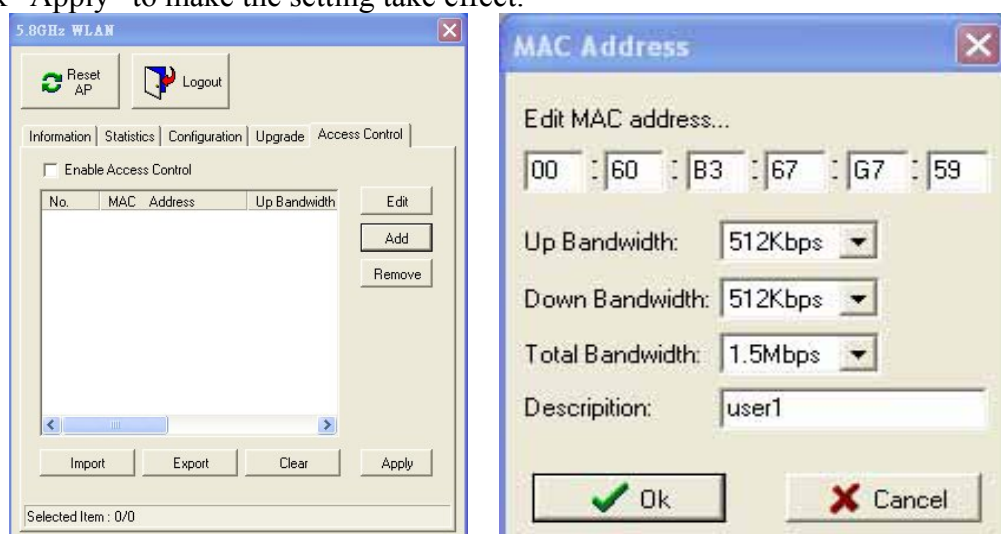 "Apply" to make the setting take effect.
5.8GHz WLAN
Reset AP
Logout
Information Statistics Configuration Upgrade Access Control
Enable Access Control
No. MAC Address Up Bandwidth
Edit
Add
Remove
Import Export Clear Apply
Selected Item : 0/0
MAC Address
Edit MAC address...
00 : 60 : B3 : 67 : G7 : 59
Up Bandwidth: 512Kbps
Down Bandwidth: 512Kbps
Total Bandwidth: 1.5Mbps
Descripition: user1
Ok Cancel